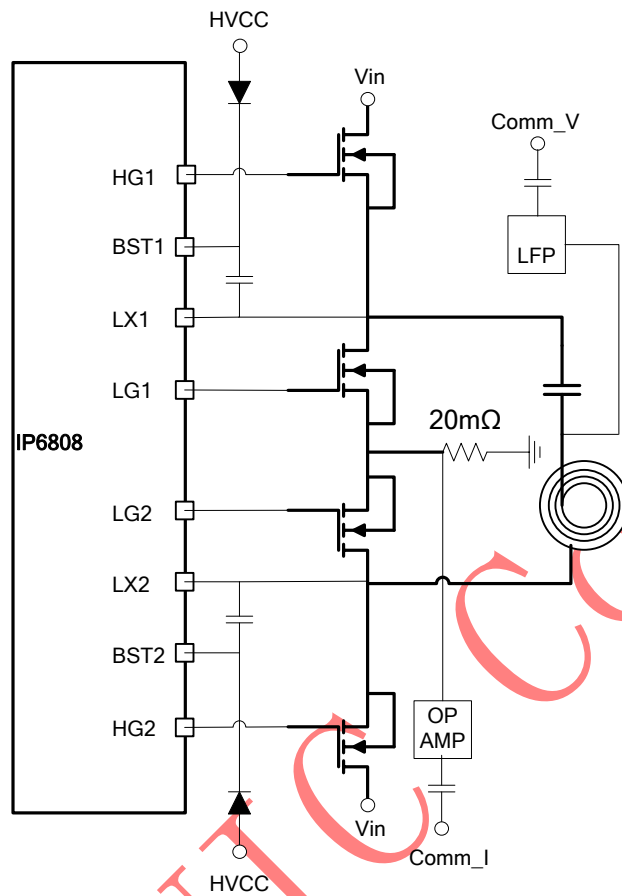 HVCC
Vin
Comm_V
HG1
BST1
LFP
LX1
LG1
20mΩ
IP6808
LG2
LX2
BST2
HG2
OP
AMP
Vin
Comm_I
HVCC